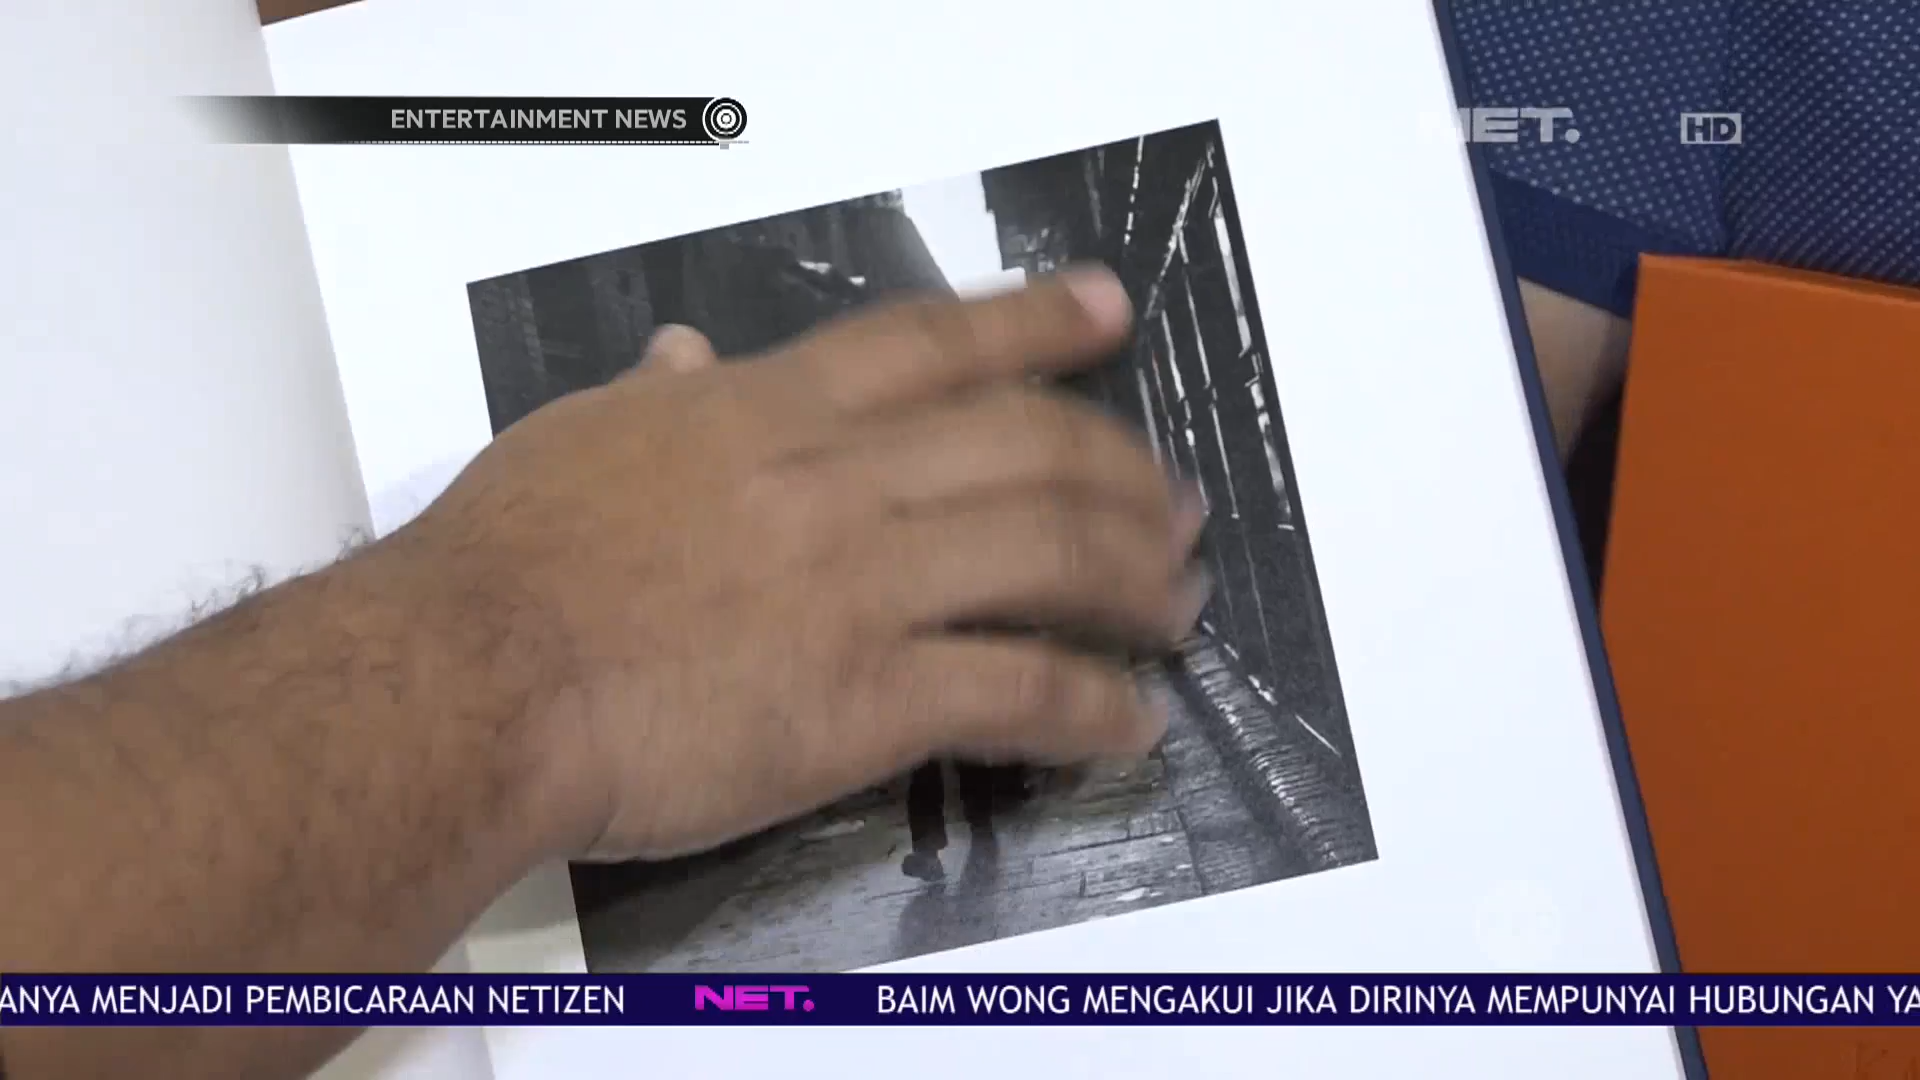 ENTERTAINMENT NEWS
NET.
HD
ANYA MENJADI PEMBICARAAN NETIZEN NET. BAIM WONG MENGAKUI JIKA DIRINYA MEMPUNYAI HUBUNGAN YA